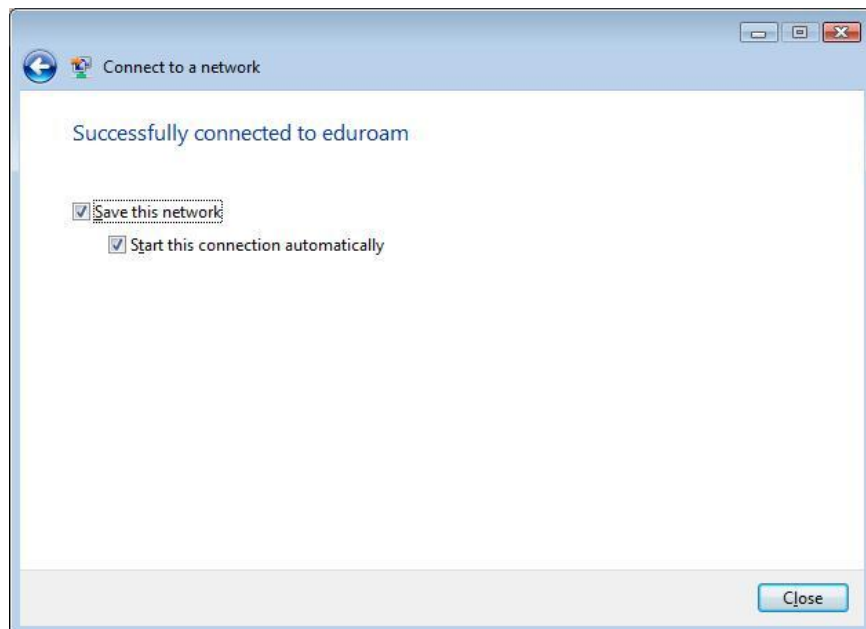 Connect to a network
Successfully connected to eduroam
Save this network
Start this connection automatically
Close